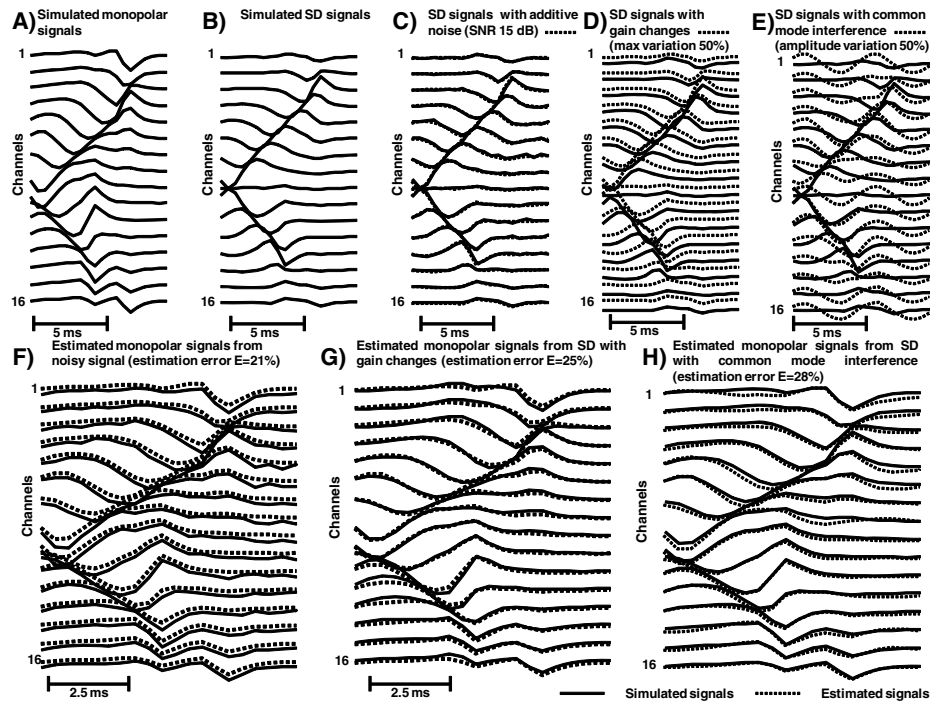 A) Simulated monopolar
signals
B) Simulated SD signals
C) SD signals with additive
noise (SNR 15 dB)
D) SD signals with
gain changes
(max variation 50%)
E) SD signals with common
mode interference
(amplitude variation 50%)
1
Channels
16
5 ms
Channels
5 ms
Channels
5 ms
Channels
5 ms
Channels
5 ms
F) Estimated monopolar signals from
noisy signal (estimation error E=21%)
G) Estimated monopolar signals from SD with
gain changes (estimation error E=25%)
H) Estimated monopolar signals from SD
with common mode interference
(estimation error E=28%)
1
Channels
16
2.5 ms
1
Channels
16
2.5 ms
1
Channels
16
Simulated signals
Estimated signals